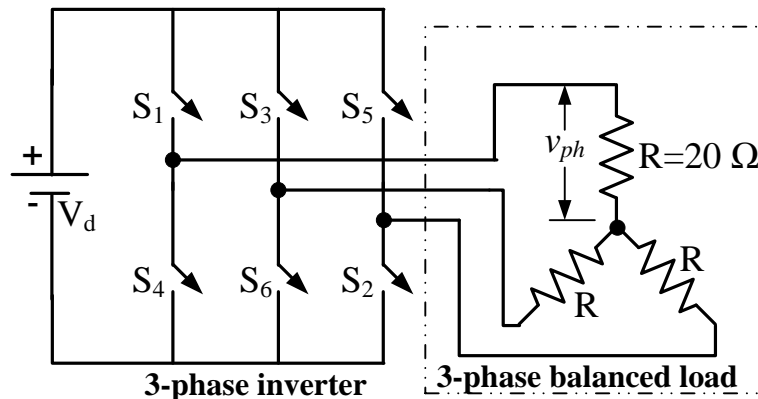 S1
S3
S5
+
-
Vd
vph
R=20 Ω
S4
S6
S2
R
R
3-phase inverter
3-phase balanced load